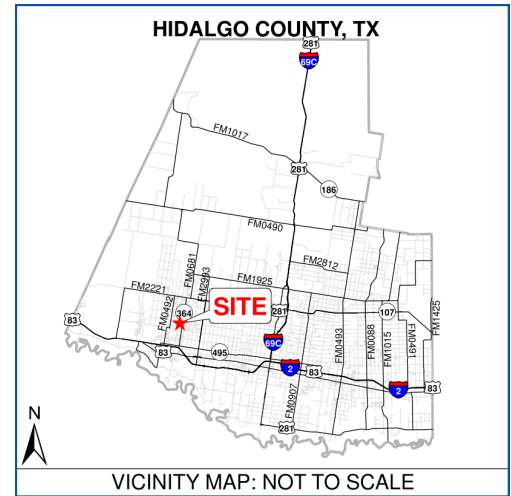 HIDALGO COUNTY, TX
281
69C
FM1017
281
186
FM0490
FM0681
FM2993
FM2812
FM2221
FM1925
FM0492
364
SITE
281
107
FM1425
83
69C
FM0493
FM0088
FM1015
FM0491
83
495
2
83
2
83
FM0907
281
N
VICINITY MAP: NOT TO SCALE